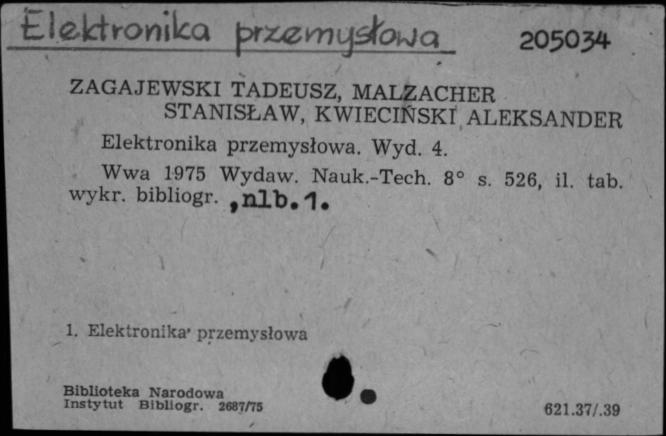 Elektronika przemysłowa 205034
ZAGAJEWSKI TADEUSZ, MALZACHER
STANISŁAW, KWIECIŃSKI ALEKSANDER
Elektronika przemysłowa. Wyd. 4.
Wwa 1975 Wydaw. Nauk.-Tech. 8° s. 526, il. tab.
wykr. bibliogr. ,nlb.1.
1. Elektronika przemysłowa
Biblioteka Narodowa
Instytut Bibliogr. 2687/75 621.37/.39